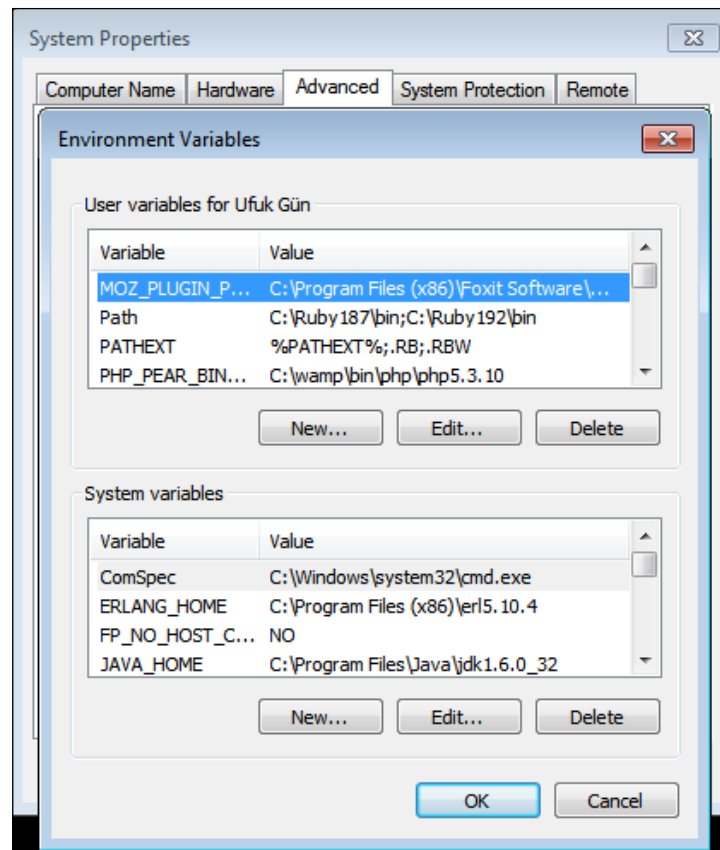 System Properties
Computer Name Hardware Advanced System Protection Remote
Environment Variables
User variables for Ufuk Gün
Variable Value
MOZ_PLUGIN_P... C:\Program Files (x86)\Foxit Software\...
Path C:\Ruby187\bin;C:\Ruby192\bin
PATHEXT %PATHEXT%;.RB;.RBW
PHP_PEAR_BIN... C:\wamp\bin\php\php5.3.10
New... Edit... Delete
System variables
Variable Value
ComSpec C:\Windows\system32\cmd.exe
ERLANG_HOME C:\Program Files (x86)\erl5.10.4
FP_NO_HOST_C... NO
JAVA_HOME C:\Program Files\Java\jdk1.6.0_32
New... Edit... Delete
OK Cancel